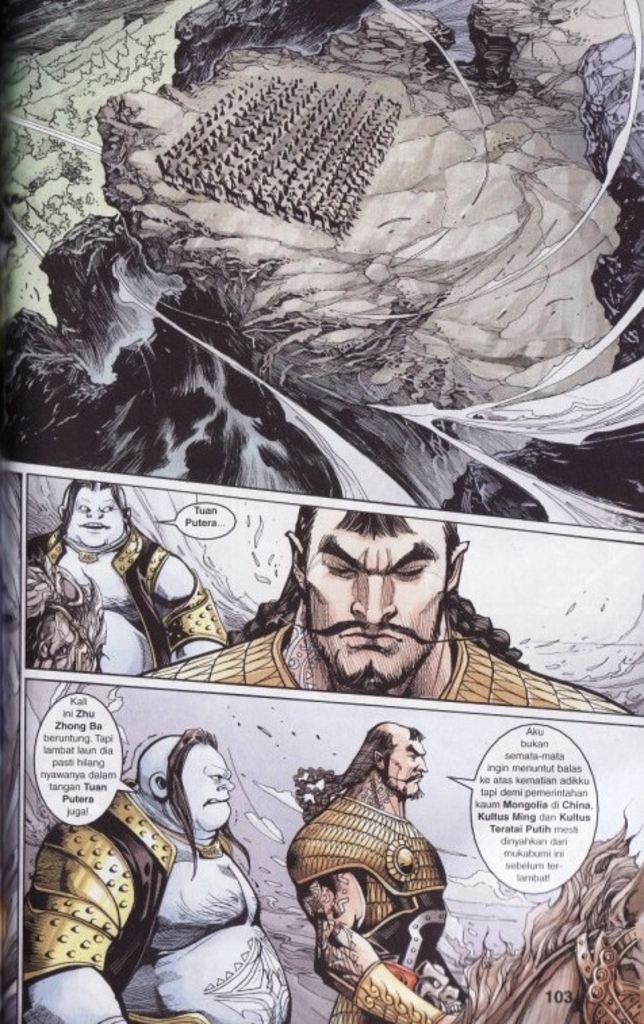 Tuan
Putera...
Kali
ini Zhu
Zhong Ba
beruntung. Tapi
lambat laun dia
pasti hilang
nyawanya dalam
tangan Tuan
Putera
juga!
Aku
bukan
semata-mata
ingin menuntut balas
ke atas kematian adikku
tapi demi pemerintahan
kaum Mongolia di China,
Kultus Ming dan Kultus
Teratai Putih mesti
dinyahkan dari
mukabumi ini
sebelum ter-
lambat!
103